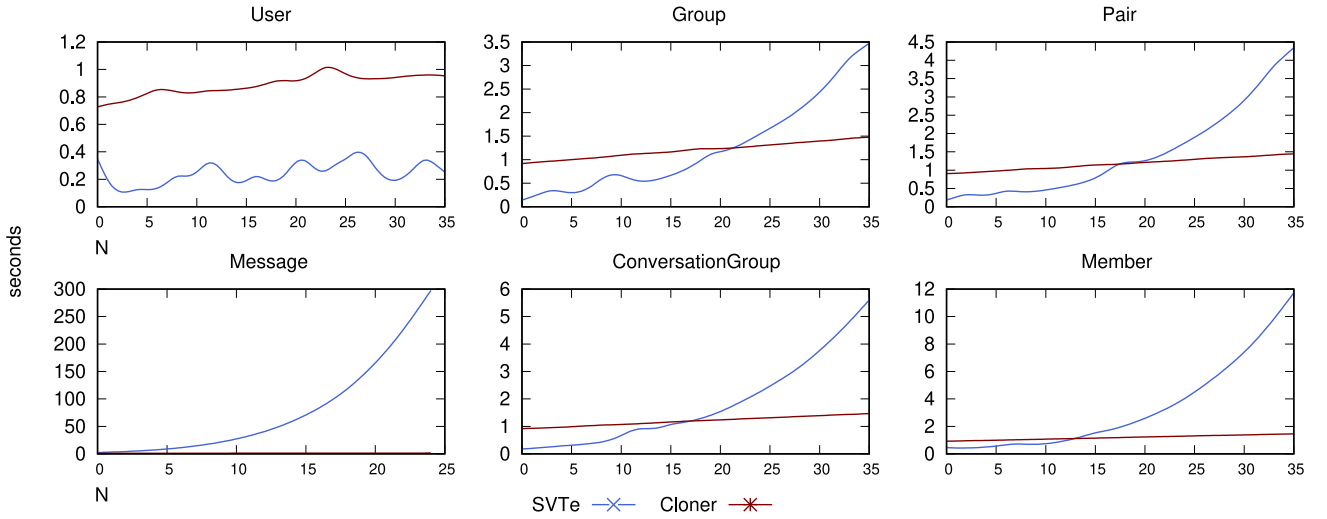 User
1.2
1
0.8
0.6
0.4
0.2
0
0 5 10 15 20 25 30 35
N
Group
3.5
3
2.5
2
1.5
1
0.5
0
0 5 10 15 20 25 30 35
Pair
4.5
4
3.5
3
2.5
2
1.5
1
0.5
0
0 5 10 15 20 25 30 35
seconds
Message
300
250
200
150
100
50
0
0 5 10 15 20 25
N
ConversationGroup
6
5
4
3
2
1
0
0 5 10 15 20 25 30 35
Member
12
10
8
6
4
2
0
0 5 10 15 20 25 30 35
SVTe Cloner